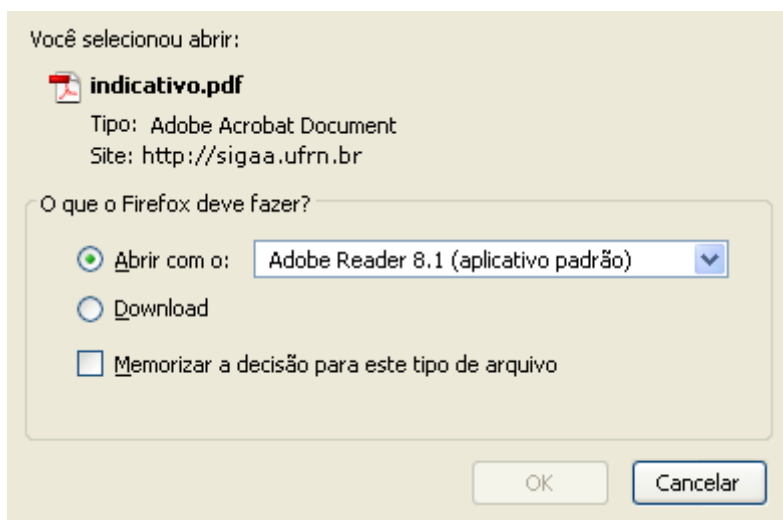 Você selecionou abrir:
indicativo.pdf
Tipo: Adobe Acrobat Document
Site: http://sigaa.ufrn.br
O que o Firefox deve fazer?
Abrir com o: Adobe Reader 8.1 (aplicativo padrão)
Download
Memorizar a decisão para este tipo de arquivo
OK Cancelar